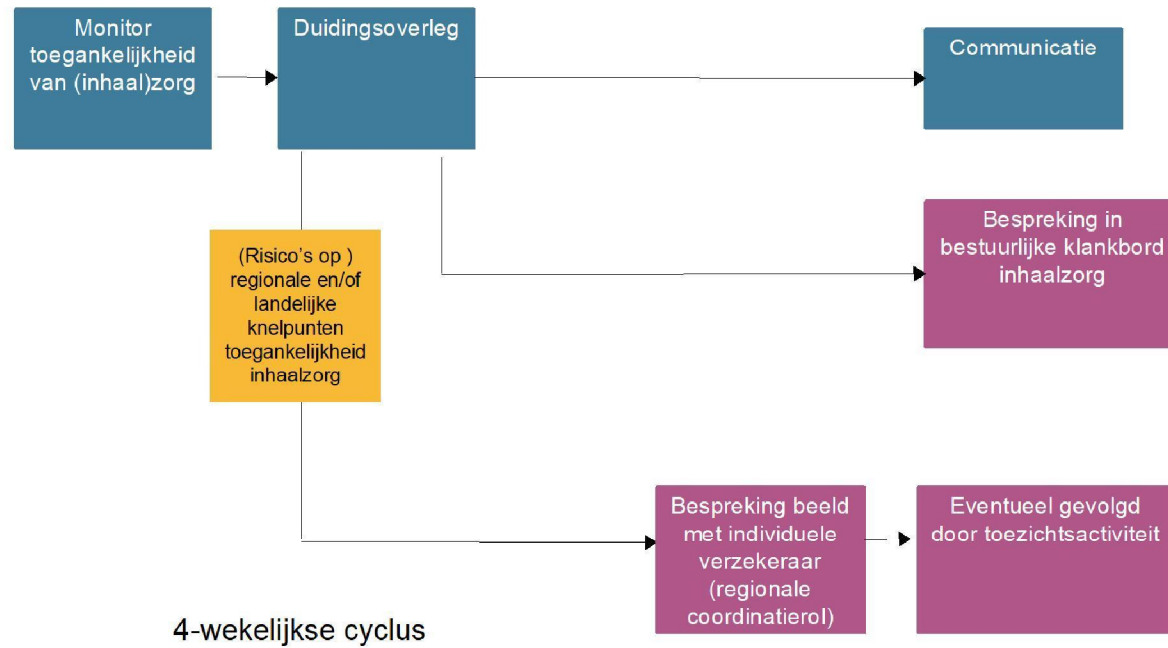 Monitor
toegankelijkheid
van (inhaal)zorg
Duidingsoverleg
Communicatie
Bespreking in
bestuurlijke klankbord
inhaalzorg
(Risico's op )
regionale en/of
landelijke
knelpunten
toegankelijkheid
inhaalzorg
Bespreking beeld
met individuele
verzekeraar
(regionale
coordinatierol)
Eventueel gevolgd
door toezichtsactiviteit
4-wekelijkse cyclus